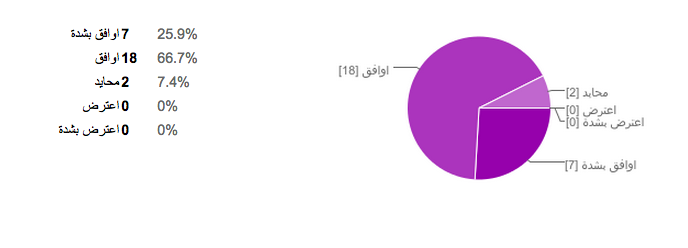 اوافق بشدة 7 25.9%
اوافق 18 66.7%
محايد 2 7.4%
اعترض 0 0%
اعترض بشدة 0 0%
اوافق [18]
محايد [2]
اعترض [0]
اعترض بشدة [0]
اوافق بشدة [7]